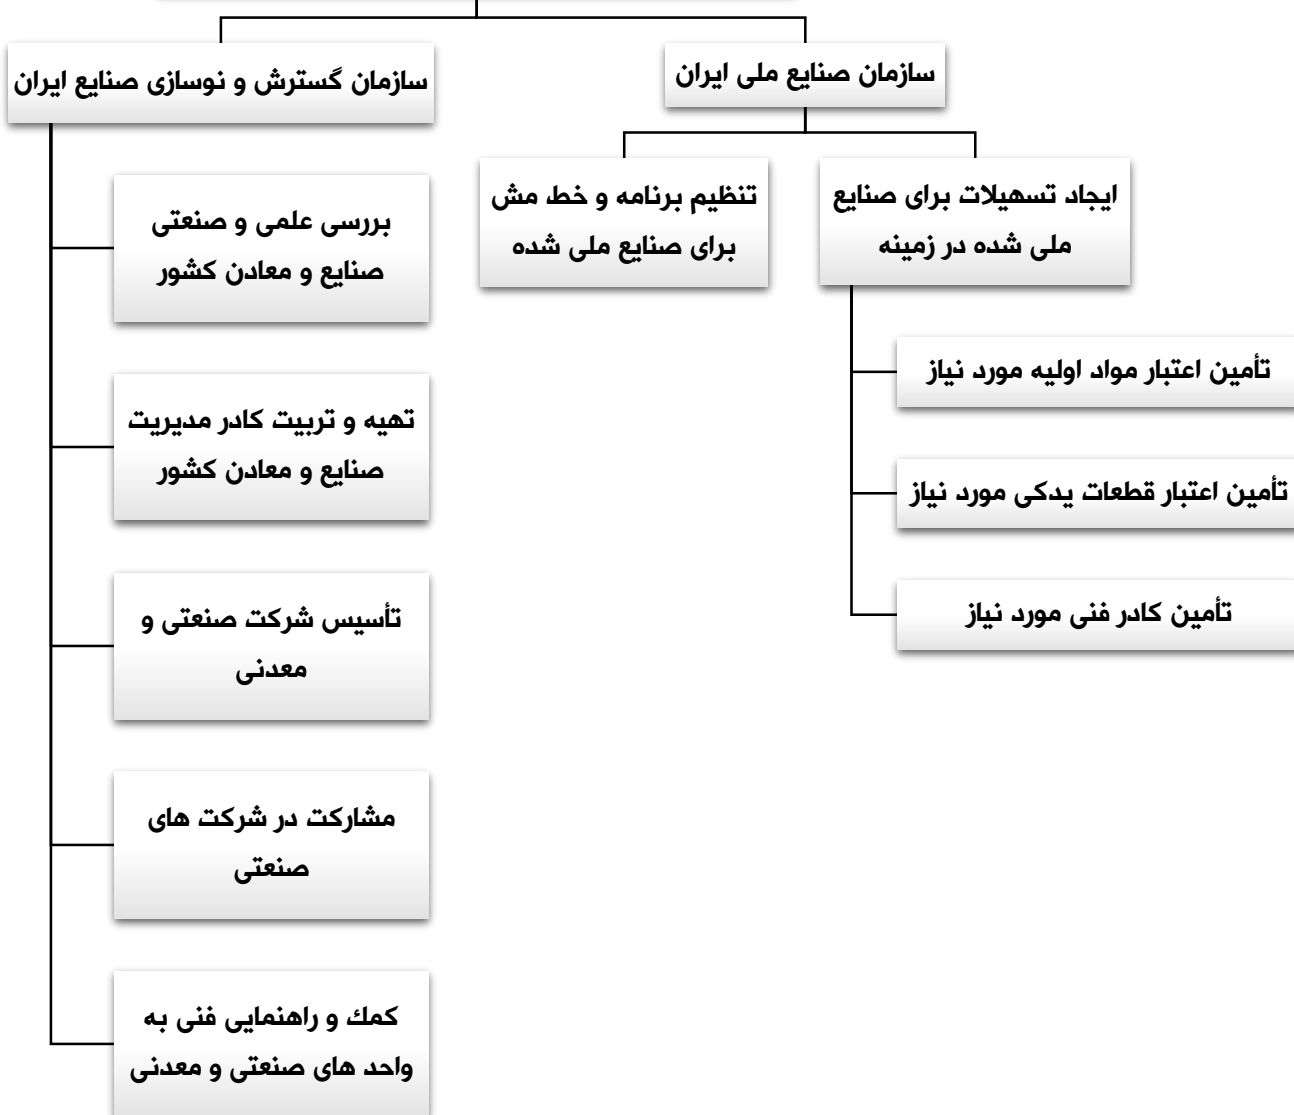 سازمان صنایع ملی ایران
ایجاد تسهیلات برای صنایع
ملی شده در زمینه
تأمین اعتبار مواد اولیه مورد نیاز
تأمین اعتبار قطعات یدکی مورد نیاز
تأمین کادر فنی مورد نیاز
تنظیم برنامه و خط مش
برای صنایع ملی شده
سازمان گسترش و نوسازی صنایع ایران
بررسی علمی و صنعتی
صنایع و معادن کشور
تهیه و تربیت کادر مدیریت
صنایع و معادن کشور
تأسیس شرکت صنعتی و
معدنی
مشارکت در شرکت های
صنعتی
کمك و راهنمایی فنی به
واحد های صنعتی و معدنی